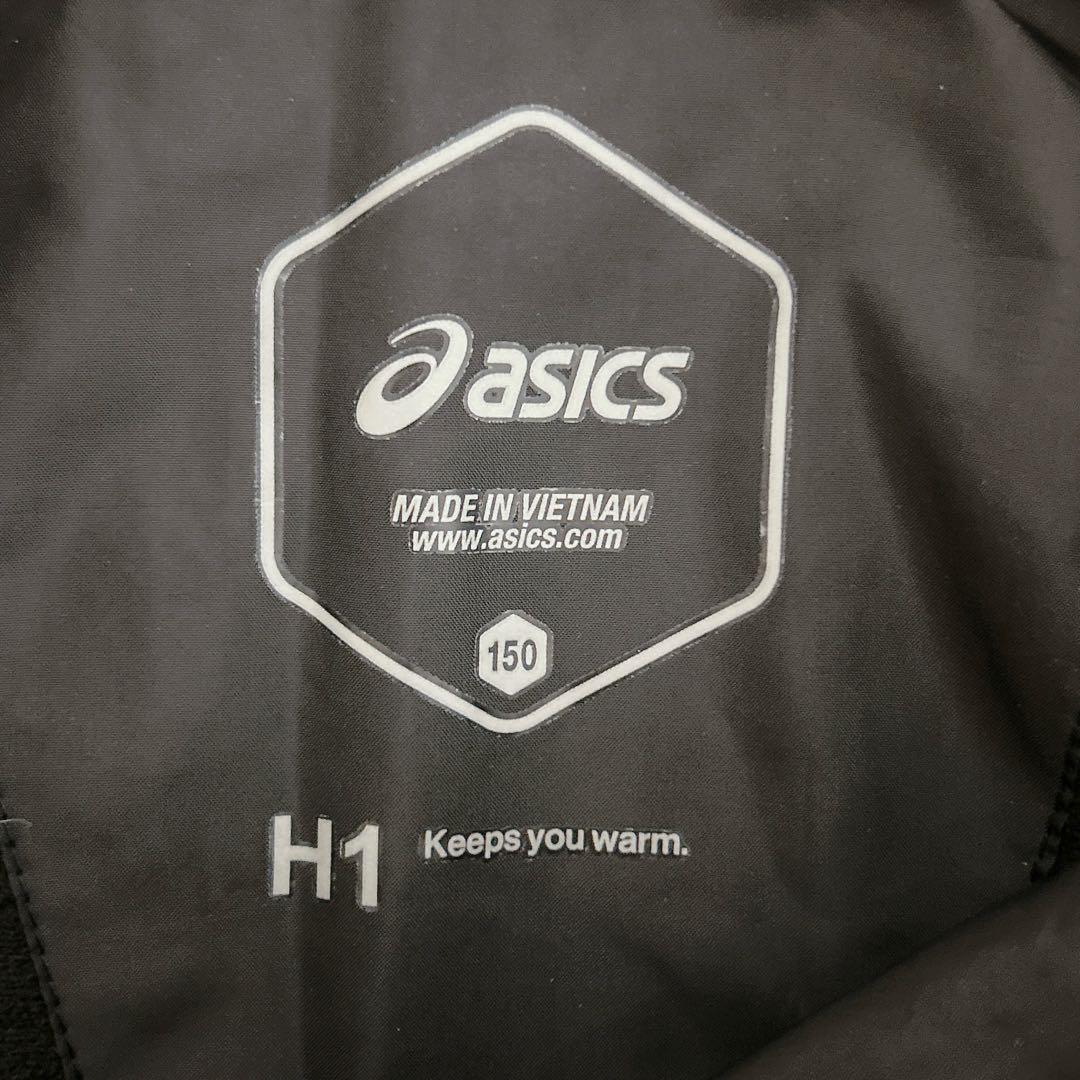 asics
MADE IN VIETNAM
www.asics.com
150
H1 Keeps you warm.